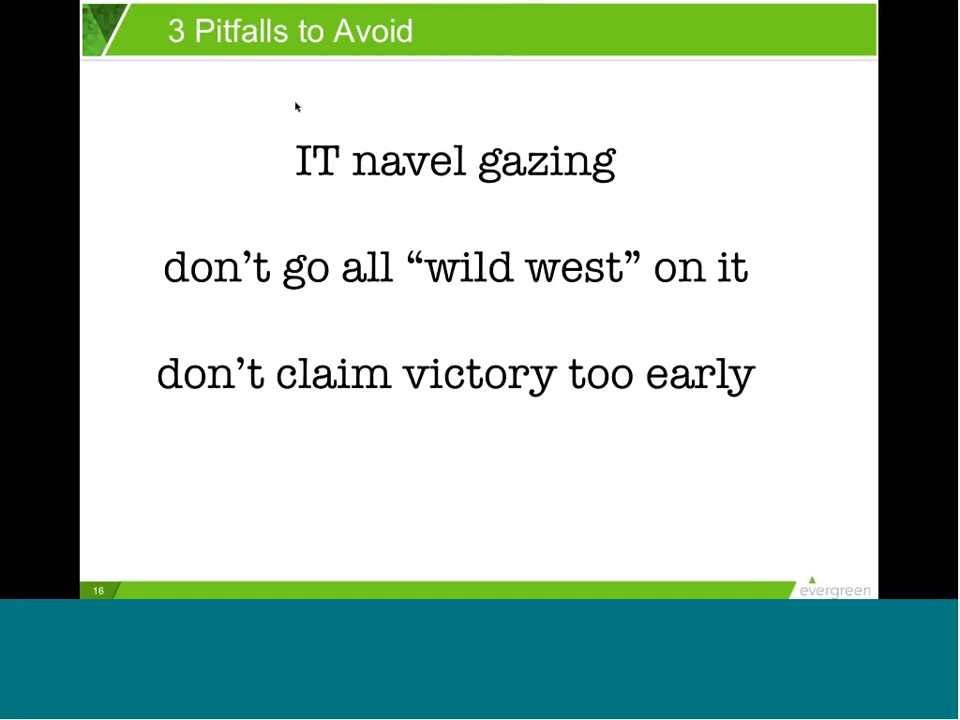 3 Pitfalls to Avoid
IT navel gazing
don’t go all “wild west” on it
don’t claim victory too early
16
evergreen